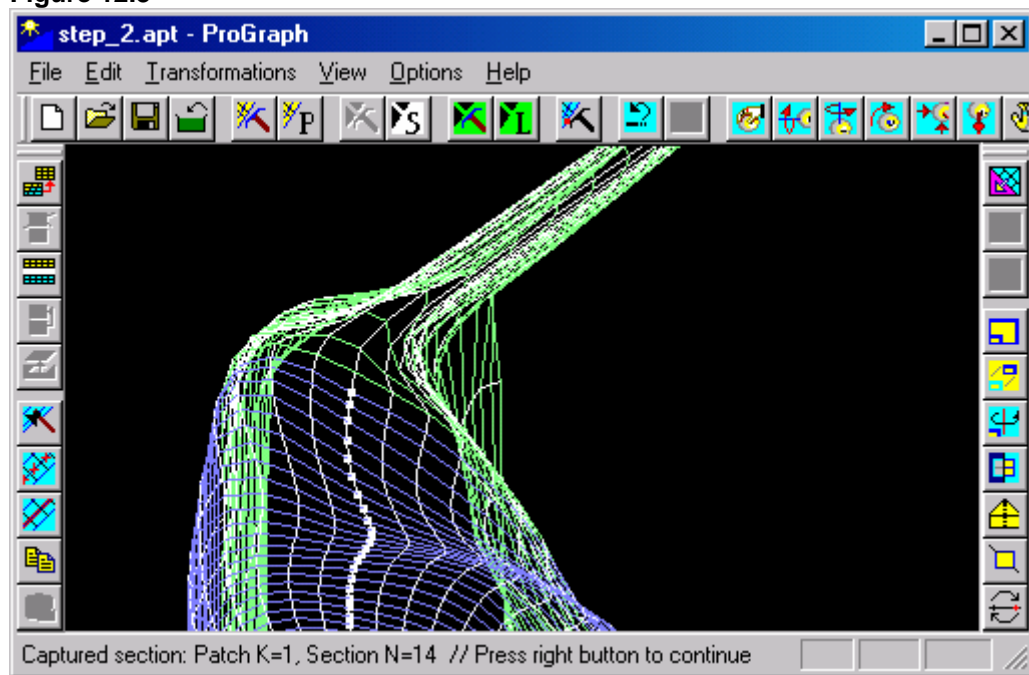 step_2.apt - ProGraph
File Edit Transformations View Options Help
P S L
Captured section: Patch K=1, Section N=14 // Press right button to continue